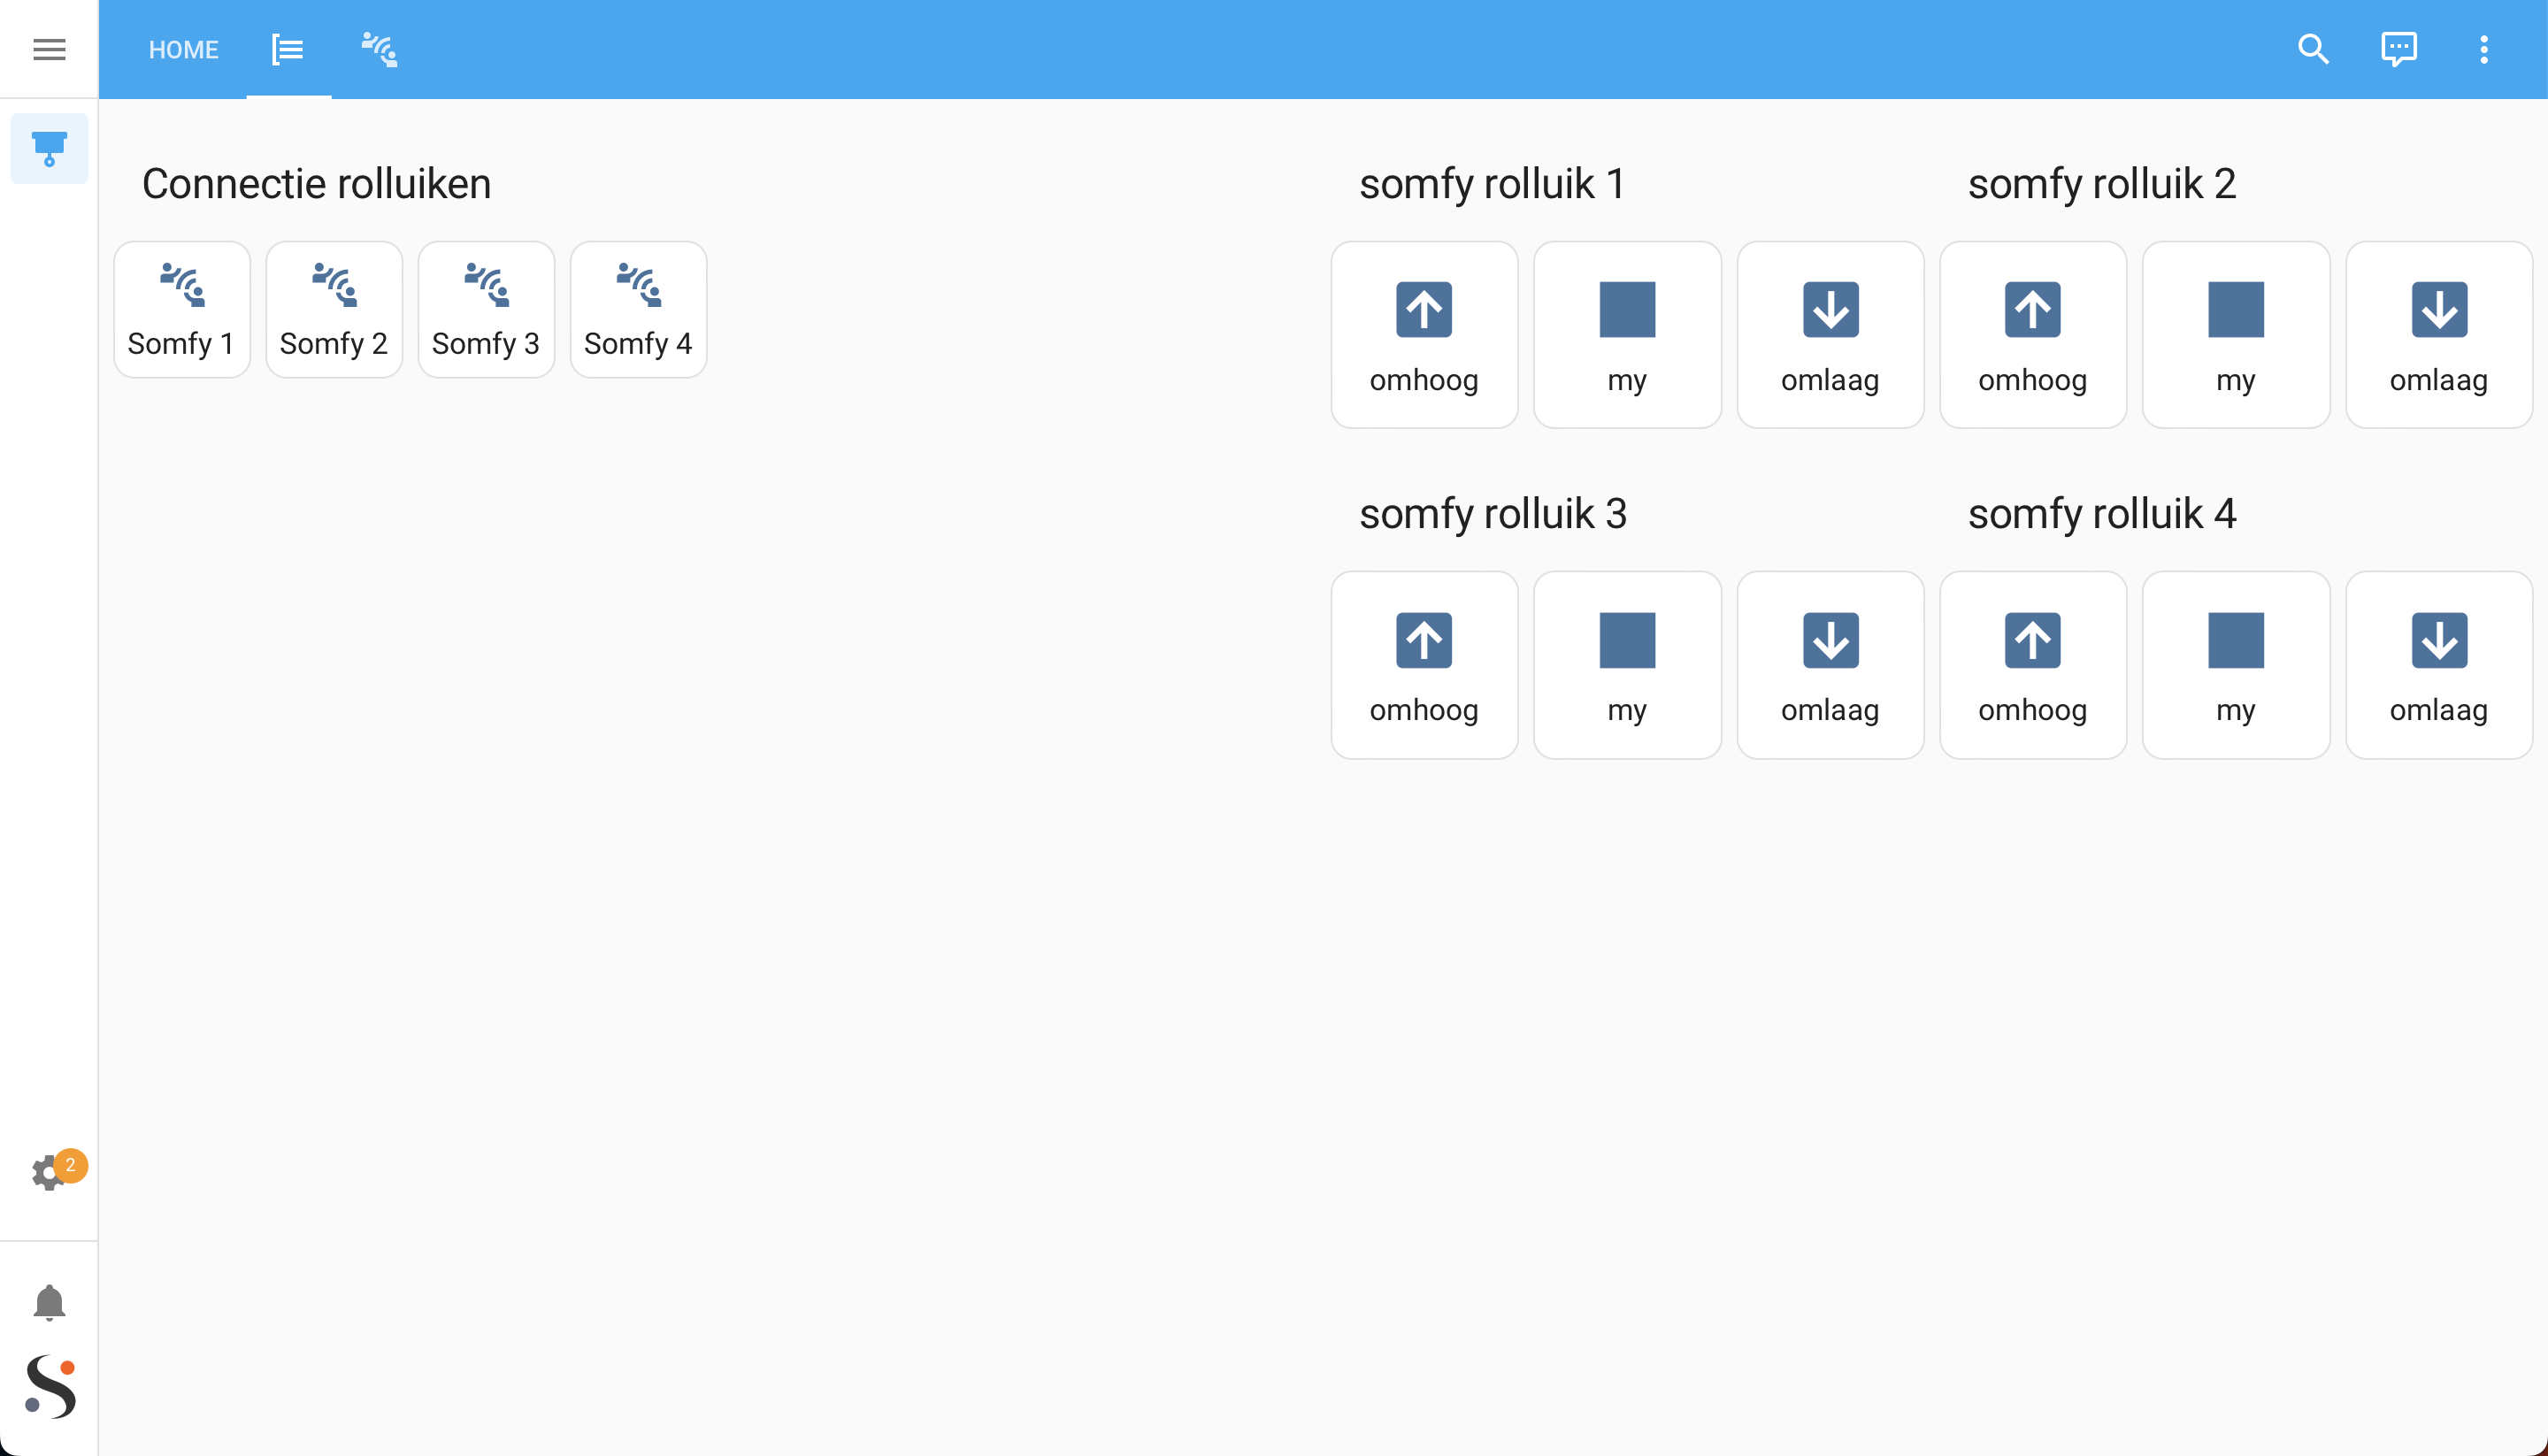 HOME
Connectie rolluiken
Somfy 1
Somfy 2
Somfy 3
Somfy 4
somfy rolluik 1
omhoog
my
omlaag
somfy rolluik 2
omhoog
my
omlaag
somfy rolluik 3
omhoog
my
omlaag
somfy rolluik 4
omhoog
my
omlaag
2